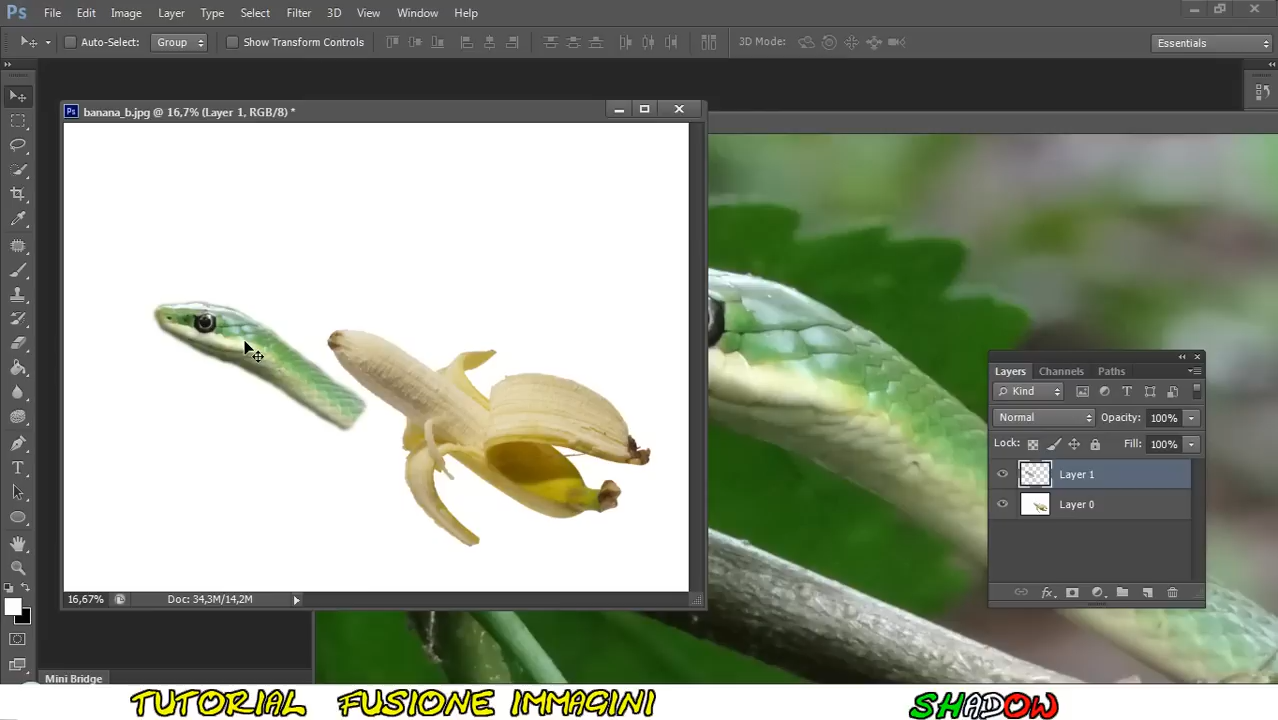 Ps File Edit Image Layer Type Select Filter 3D View Window Help
Auto-Select: Group Show Transform Controls 3D Mode: Essentials
Ps banana_b.jpg @ 16,7% (Layer 1, RGB/8) *
Layers Channels Paths
Kind
Normal Opacity: 100%
Lock: Fill: 100%
Layer 1
Layer 0
16,67% Doc: 34,3M/14,2M
fx
Mini Bridge
TUTORIAL FUSIONE IMMAGINI SHADOW